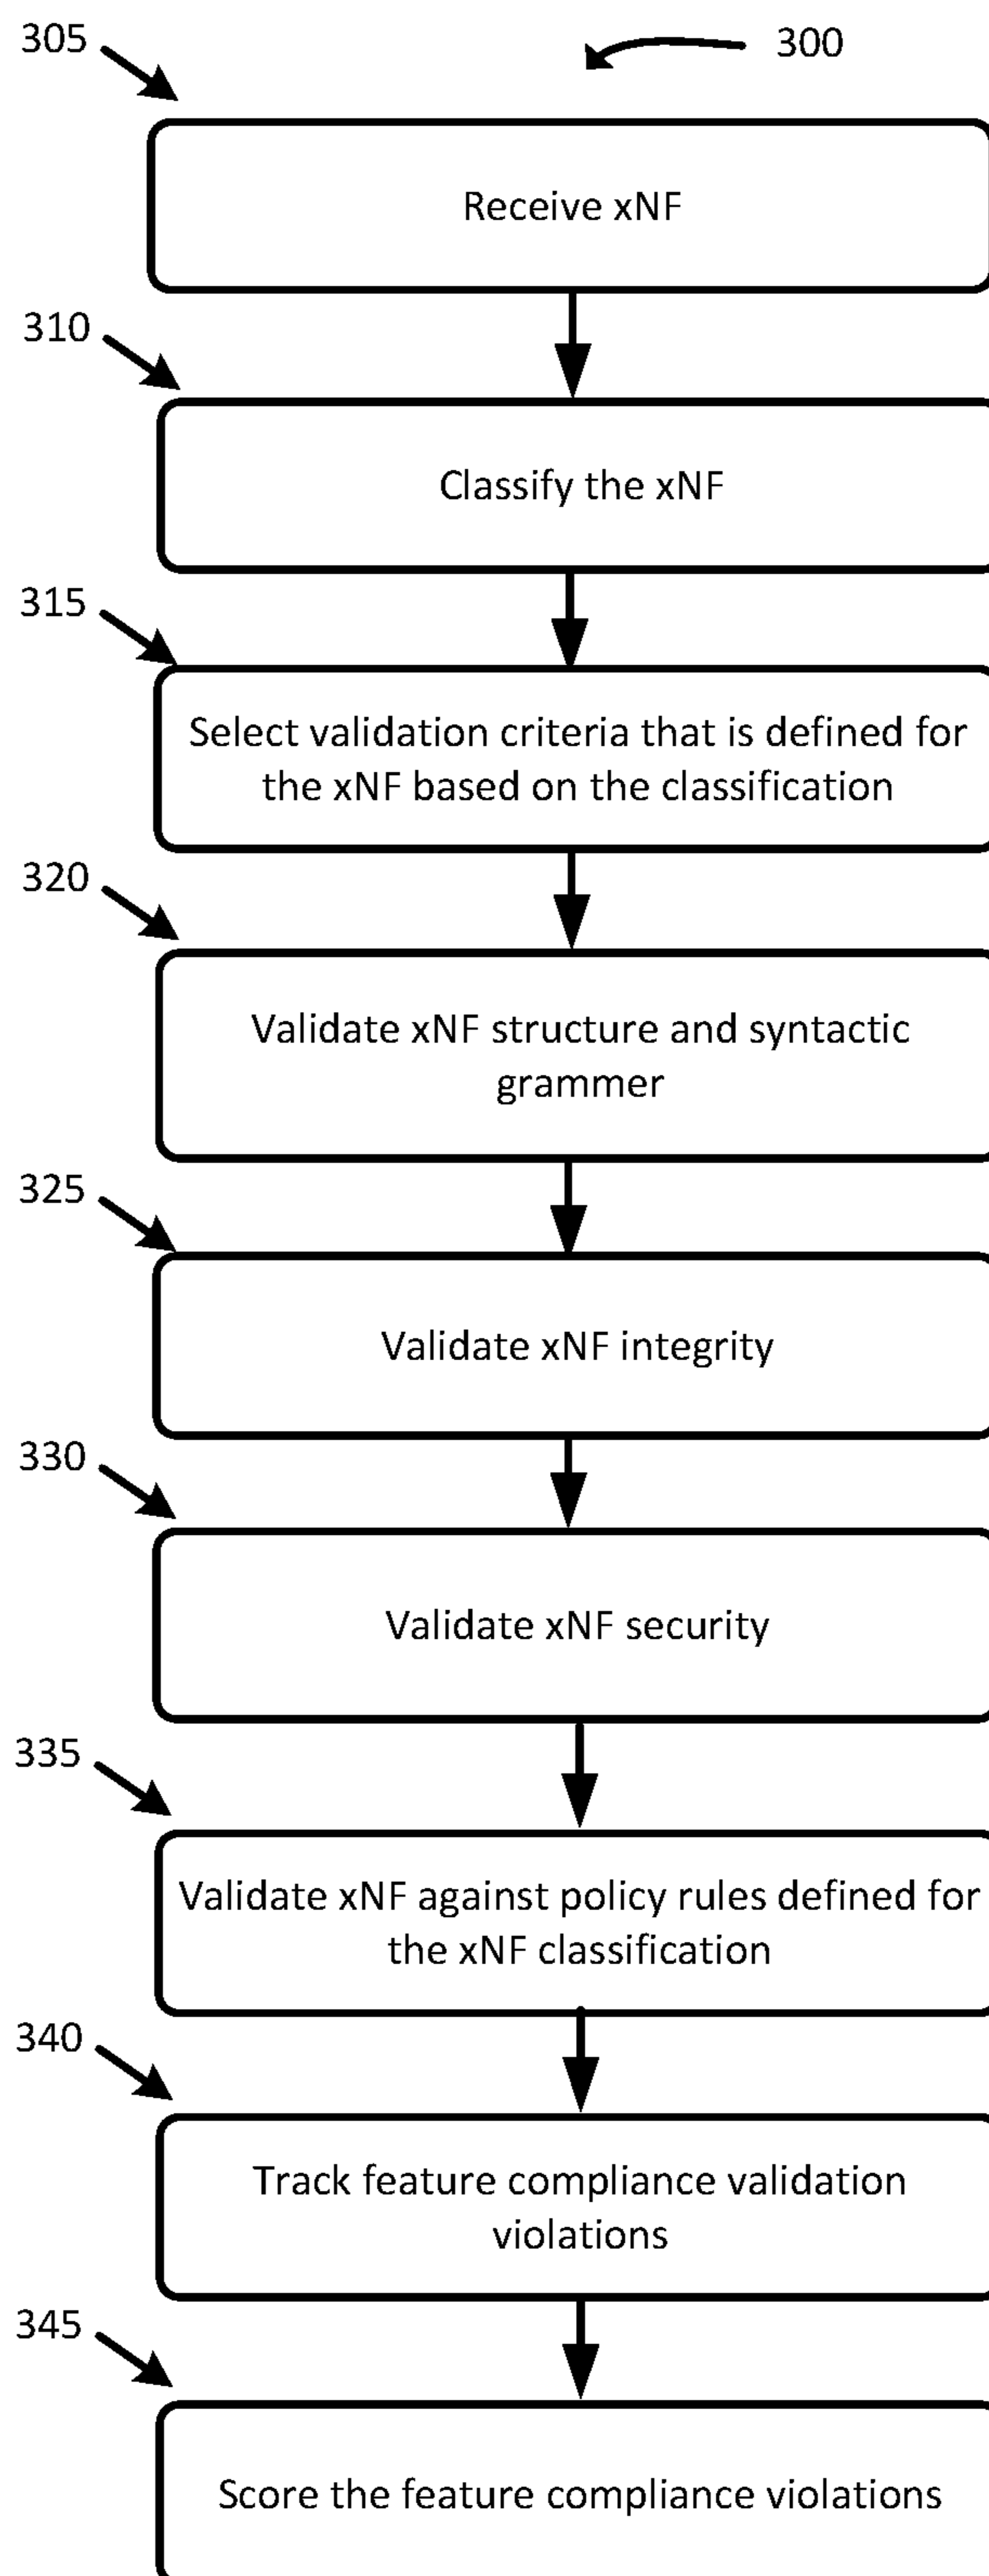 305
300
Receive xNF
310
Classify the xNF
315
Select validation criteria that is defined for
the xNF based on the classification
320
Validate xNF structure and syntactic
grammer
325
Validate xNF integrity
330
Validate xNF security
335
Validate xNF against policy rules defined for
the xNF classification
340
Track feature compliance validation
violations
345
Score the feature compliance violations